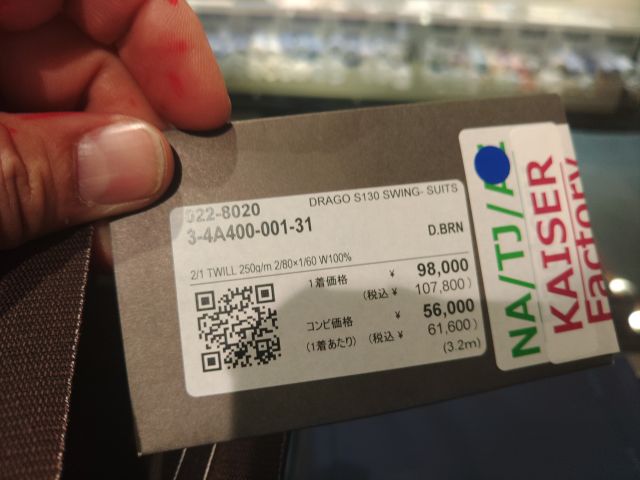 DRAGO S130 SWING- SUITS
022-8020
3-4A400-001-31
D.BRN
2/1 TWILL 250g/m 2/80×1/60 W100%
1着価格 ¥ 98,000
(税込 ¥ 107,800)
コンビ価格 ¥ 56,000
(1着あたり) (税込 ¥ 61,600)
(3.2m)
NA/TJ/
KAISER
Factory